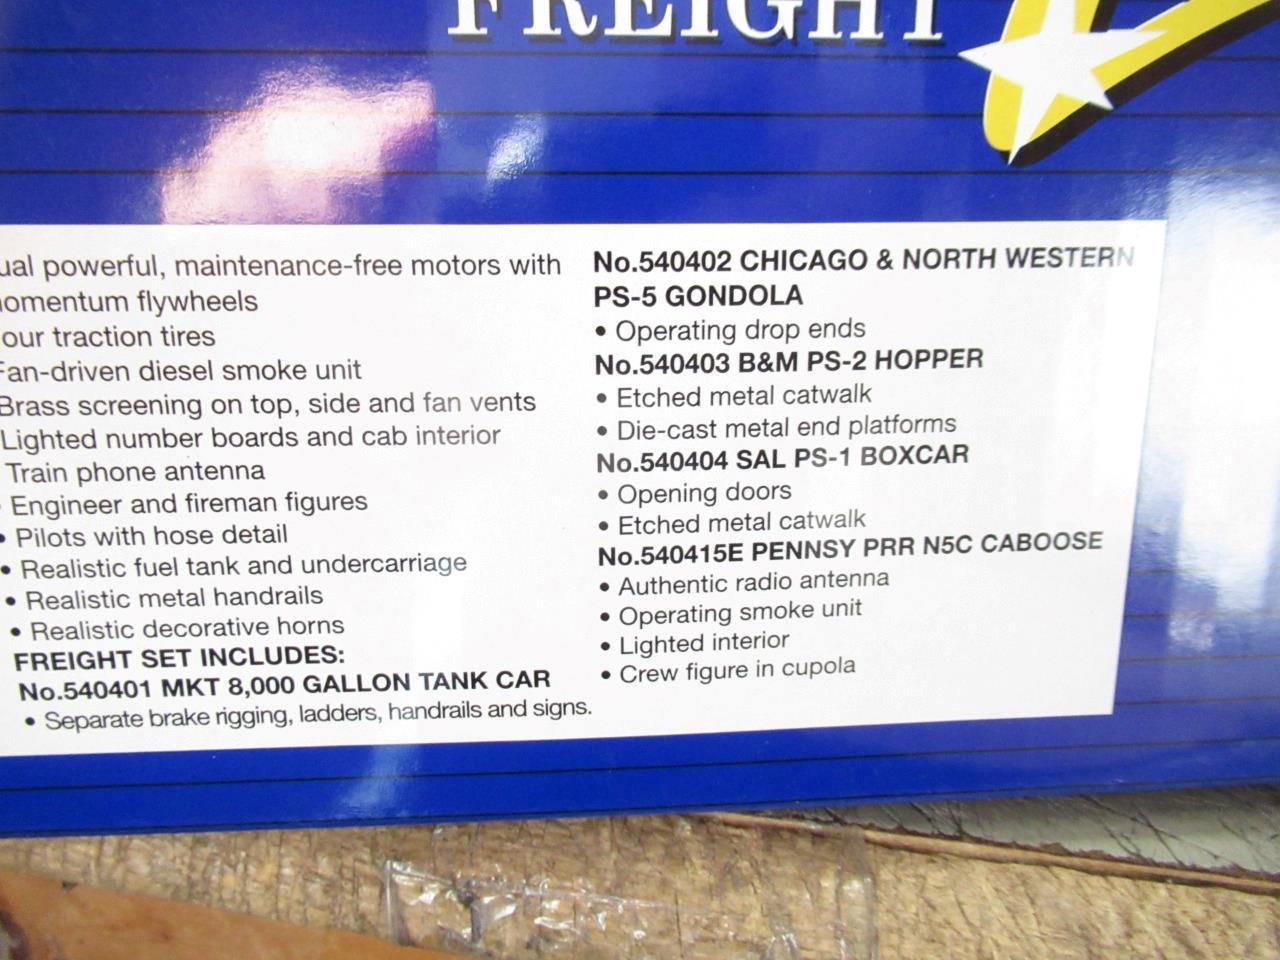 FREIGHT
powerful, maintenance-free motors with
flywheels
traction tires
Fan-driven diesel smoke unit
Brass screening on top, side and fan vents
Lighted number boards and cab interior
Train phone antenna
• Engineer and fireman figures
• Pilots with hose detail
• Realistic fuel tank and undercarriage
• Realistic metal handrails
• Realistic decorative horns
FREIGHT SET INCLUDES:
No.540401 MKT 8,000 GALLON TANK CAR
• Separate brake rigging, ladders, handrails and signs.
No.540402 CHICAGO & NORTH WESTERN
PS-5 GONDOLA
• Operating drop ends
No.540403 B&M PS-2 HOPPER
• Etched metal catwalk
• Die-cast metal end platforms
No.540404 SAL PS-1 BOXCAR
• Opening doors
• Etched metal catwalk
No.540415E PENNSY PRR N5C CABOOSE
• Authentic radio antenna
• Operating smoke unit
• Lighted interior
• Crew figure in cupola